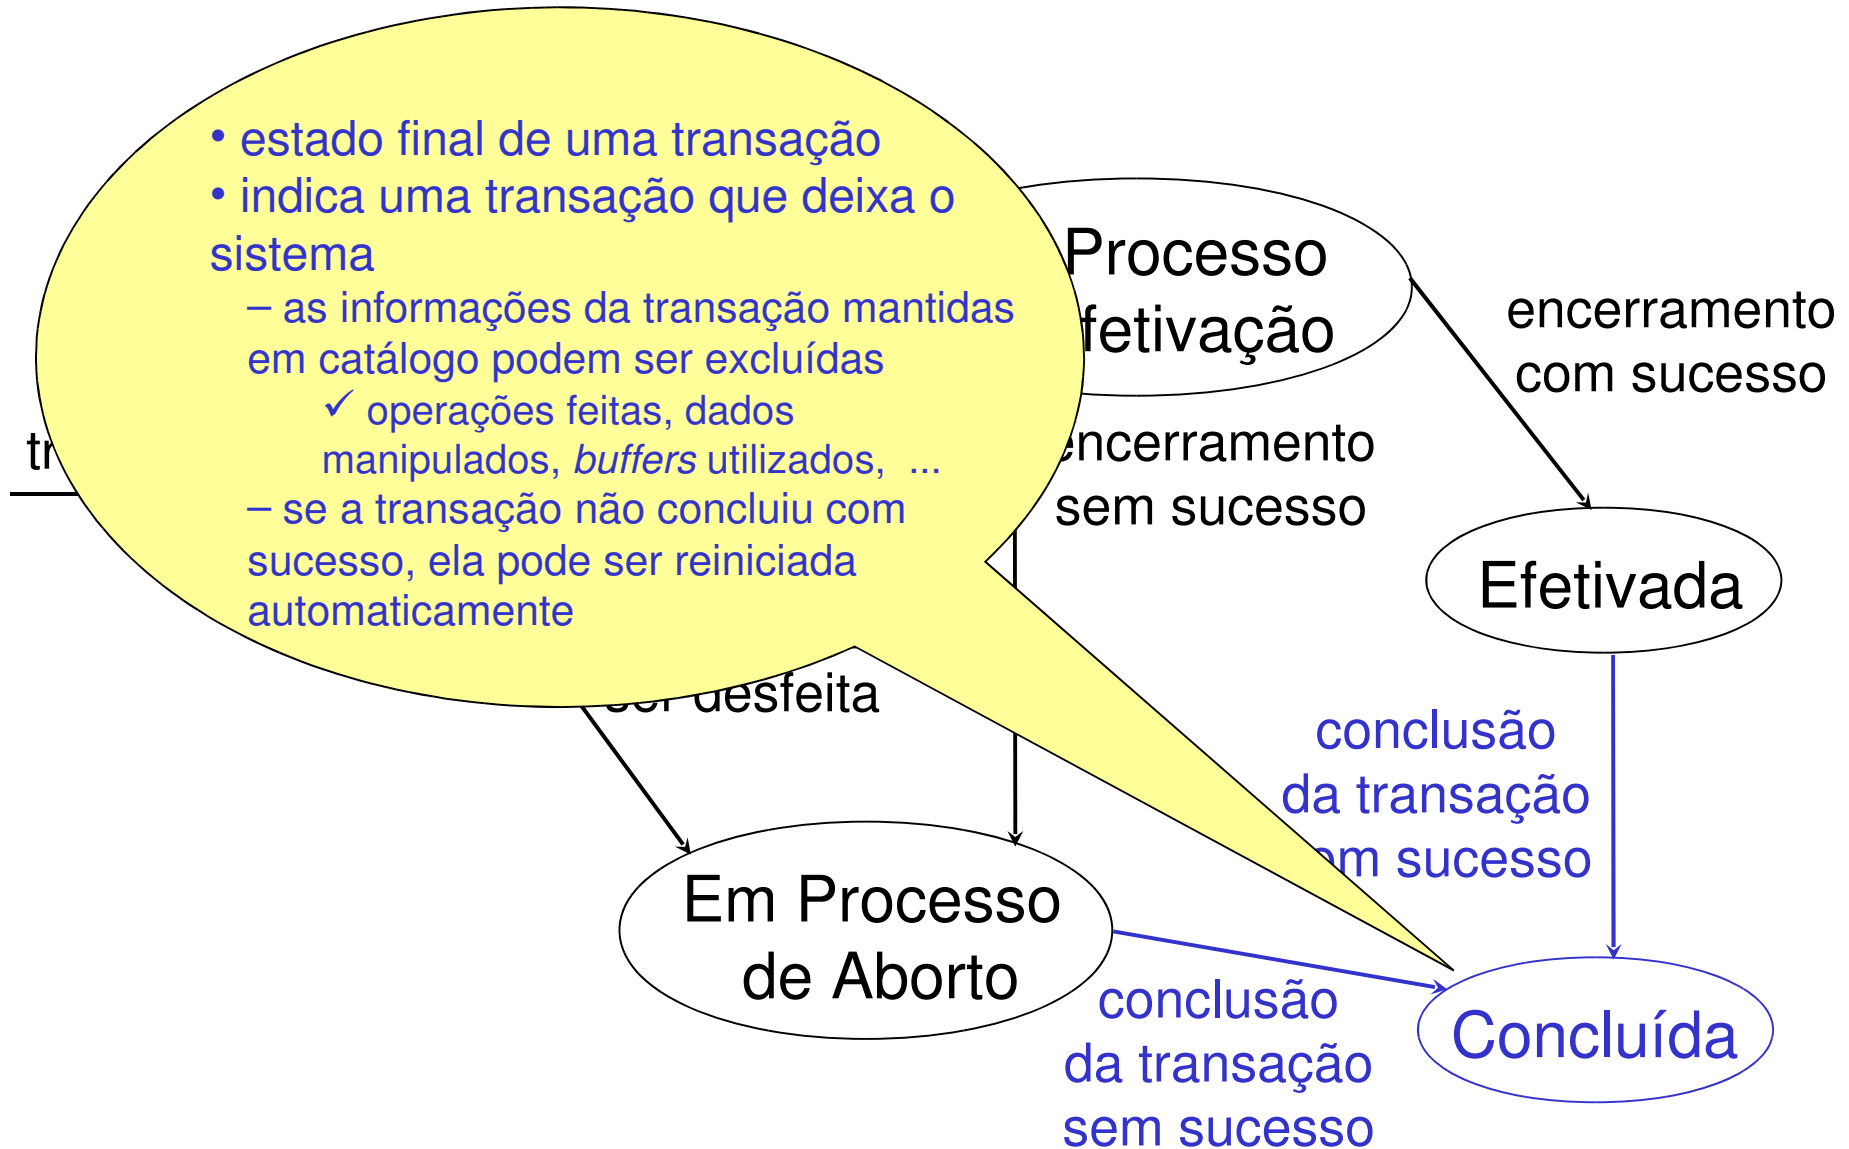 • estado final de uma transação
• indica uma transação que deixa o
sistema
– as informações da transação mantidas
em catálogo podem ser excluídas
✓ operações feitas, dados
manipulados, buffers utilizados, ...
– se a transação não concluiu com
sucesso, ela pode ser reiniciada
automaticamente
Processo
fetivação
encerramento
com sucesso
encerramento
sem sucesso
Efetivada
desfeita
conclusão
da transação
sucesso
Em Processo
de Aborto
conclusão
da transação
sem sucesso
Concluída